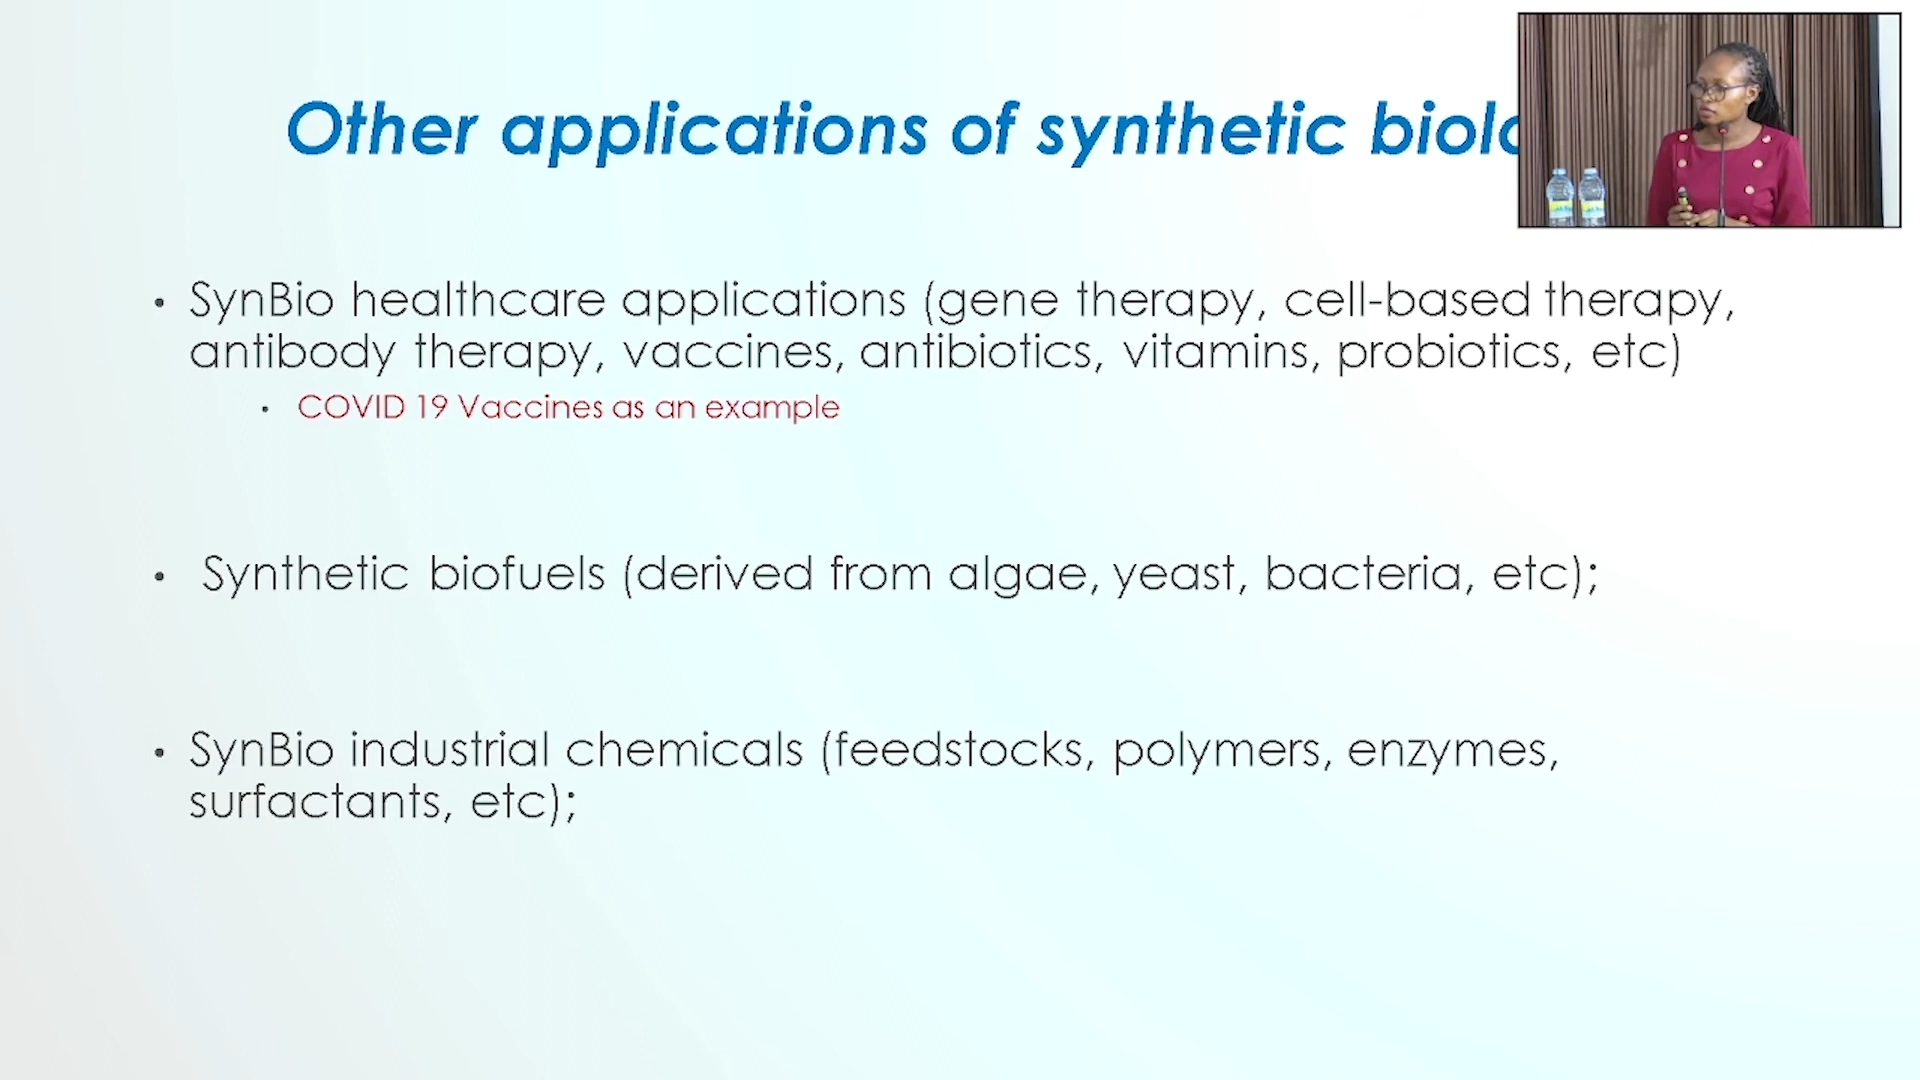 Other applications of synthetic
• SynBio healthcare applications (gene therapy, cell-based therapy,
antibody therapy, vaccines, antibiotics, vitamins, probiotics, etc)
• COVID 19 Vaccines as an example
• Synthetic biofuels (derived from algae, yeast, bacteria, etc);
• SynBio industrial chemicals (feedstocks, polymers, enzymes,
surfactants, etc);